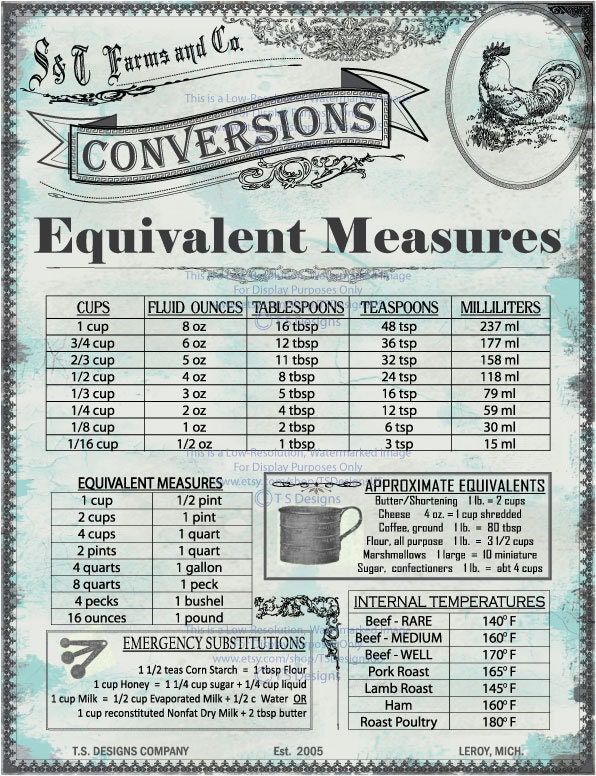 S&T Farms and Co.
This is a Low-Resolution, Watermarked Image
CONVERSIONS
Equivalent Measures
This is a Low-Resolution, Watermarked Image
For Display Purposes Only
CUPS FLUID OUNCES TABLESPOONS TEASPOONS MILLILITERS
© T S Designs
1 cup 8 oz 16 tbsp 48 tsp 237 ml
3/4 cup 6 oz 12 tbsp 36 tsp 177 ml
2/3 cup 5 oz 11 tbsp 32 tsp 158 ml
1/2 cup 4 oz 8 tbsp 24 tsp 118 ml
1/3 cup 3 oz 5 tbsp 16 tsp 79 ml
1/4 cup 2 oz 4 tbsp 12 tsp 59 ml
1/8 cup 1 oz 2 tbsp 6 tsp 30 ml
1/16 cup 1/2 oz 1 tbsp 3 tsp 15 ml
This is a Low-Resolution, Watermarked Image
For Display Purposes Only
www.etsy.com/shop/TSDesigns
© T S Designs
EQUIVALENT MEASURES
1 cup 1/2 pint
2 cups 1 pint
4 cups 1 quart
2 pints 1 quart
4 quarts 1 gallon
8 quarts 1 peck
4 pecks 1 bushel
16 ounces 1 pound
APPROXIMATE EQUIVALENTS
Butter/Shortening 1 lb. = 2 cups
Cheese 4 oz. = 1 cup shredded
Coffee, ground 1 lb. = 80 tbsp
Flour, all purpose 1 lb. = 3 1/2 cups
Marshmallows 1 large = 10 miniature
Sugar, confectioners 1 lb. = abt 4 cups
INTERNAL TEMPERATURES
Beef - RARE 140º F
Beef - MEDIUM 160º F
Beef - WELL 170º F
Pork Roast 165º F
Lamb Roast 145º F
Ham 160º F
Roast Poultry 180º F
This is a Low-Resolution, Watermarked Image
For Display Purposes Only
www.etsy.com/shop/TSDesigns
© T S Designs
EMERGENCY SUBSTITUTIONS
1 1/2 teas Corn Starch = 1 tbsp Flour
1 cup Honey = 1 1/4 cup sugar + 1/4 cup liquid
1 cup Milk = 1/2 cup Evaporated Milk + 1/2 c Water OR
1 cup reconstituted Nonfat Dry Milk + 2 tbsp butter
T.S. DESIGNS COMPANY Est. 2005 LEROY, MICH.